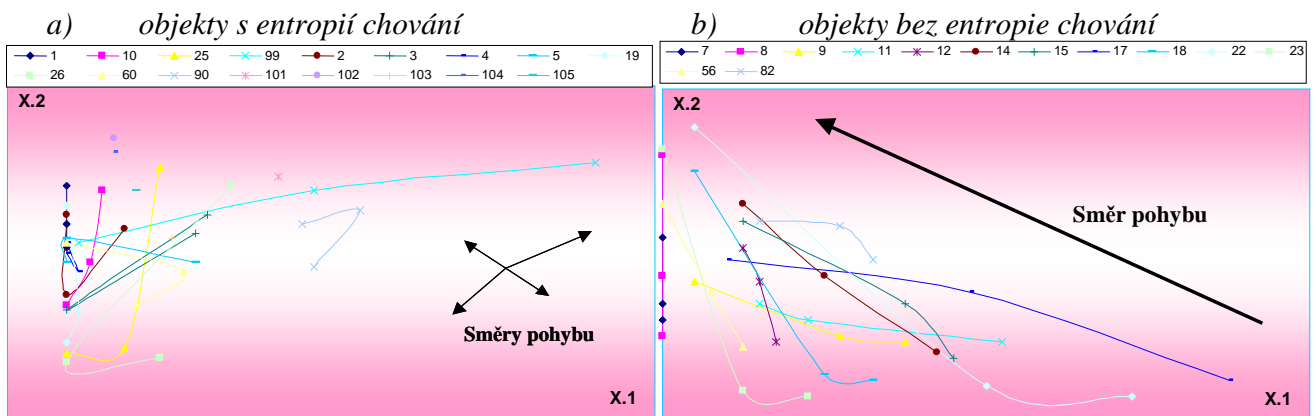 a) objekty s entropií chování
1 10 25 99 2 3 4 5 19
26 60 90 101 102 103 104 105
X.2
Směry pohybu
X.1
b) objekty bez entropie chování
7 8 9 11 12 14 15 17 18 22 23
56 82
X.2
Směr pohybu
X.1